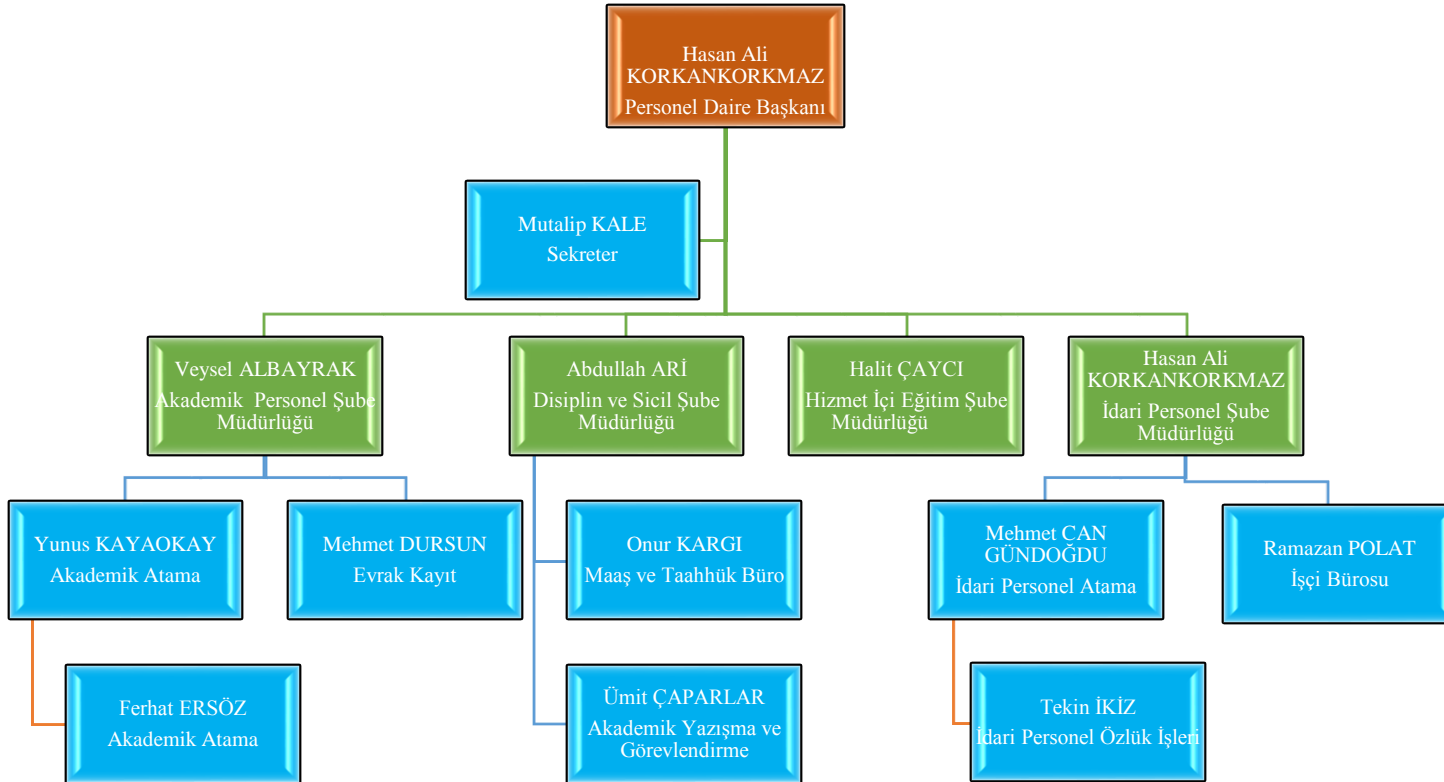 Hasan Ali
KORKANKORKMAZ
Personel Daire Başkanı
Mutalip KALE
Sekreter
Veysel ALBAYRAK
Akademik Personel Şube
Müdürlüğü
Abdullah ARİ
Disiplin ve Sicil Şube
Müdürlüğü
Halit ÇAYCI
Hizmet İçi Eğitim Şube
Müdürlüğü
Hasan Ali
KORKANKORKMAZ
İdari Personel Şube
Müdürlüğü
Yunus KAYAOKAY
Akademik Atama
Mehmet DURSUN
Evrak Kayıt
Onur KARGI
Maaş ve Taahhük Büro
Mehmet CAN
GÜNDOĞDU
İdari Personel Atama
Ramazan POLAT
İşçi Bürosu
Ferhat ERSÖZ
Akademik Atama
Ümit ÇAPARLAR
Akademik Yazışma ve
Görevlendirme
Tekin İKİZ
İdari Personel Özlük İşleri